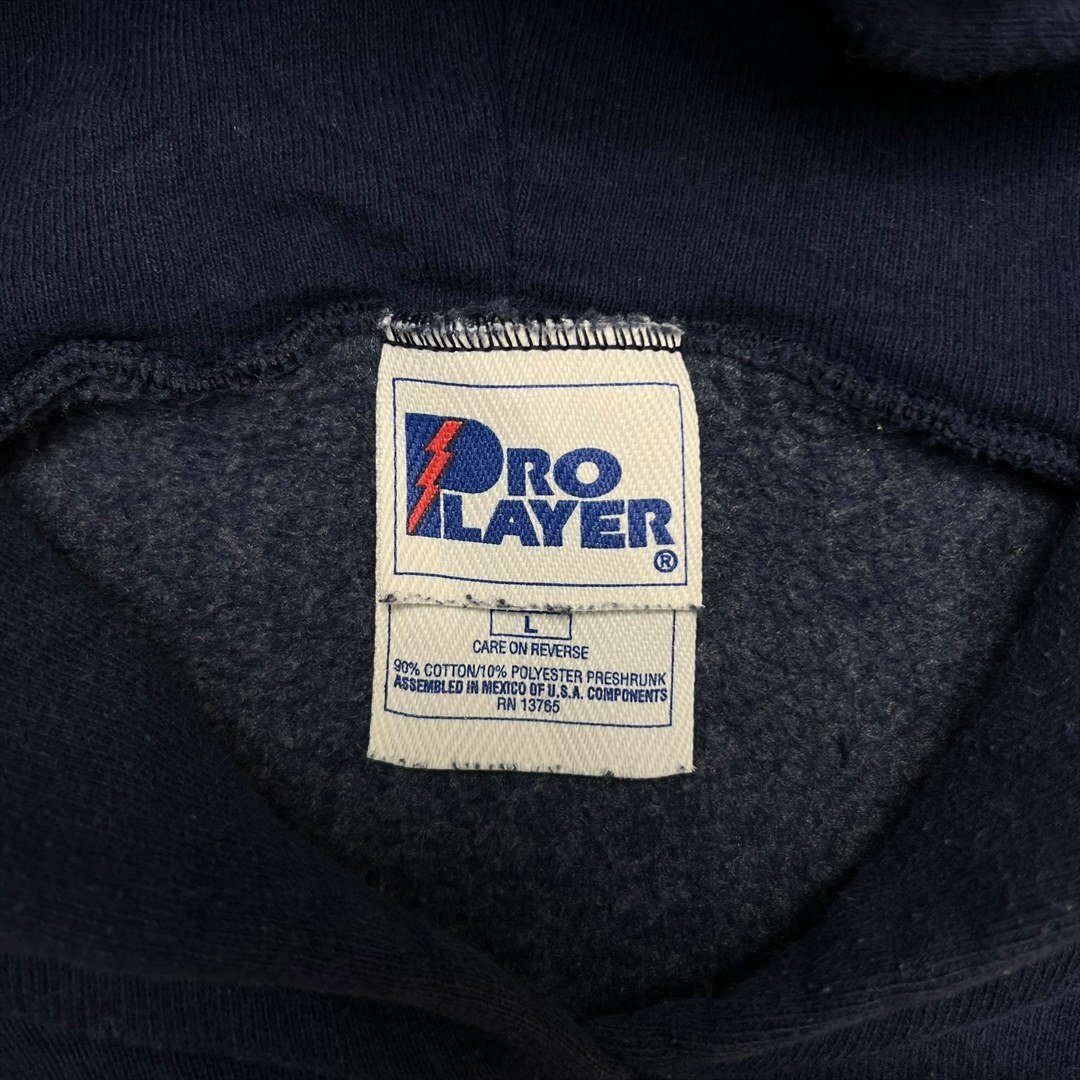 PRO
PLAYER
®
L
CARE ON REVERSE
90% COTTON/10% POLYESTER PRESHRUNK
ASSEMBLED IN MEXICO OF U.S.A. COMPONENTS
RN 13765